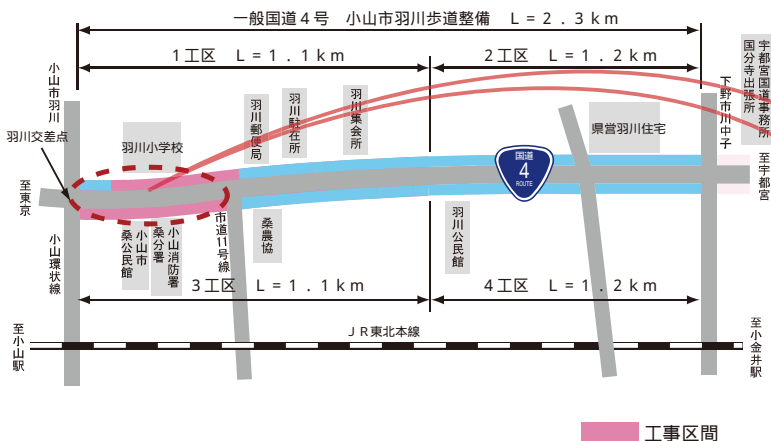 一般国道４号　小山市羽川歩道整備　Ｌ＝２．３ｋｍ
１工区　Ｌ＝１．１ｋｍ
２工区　Ｌ＝１．２ｋｍ
宇都宮国道事務所
国分寺出張所
小山市羽川
羽川交差点
羽川小学校
羽川郵便局
羽川駐在所
羽川集会所
県営羽川住宅
下野市川中子
国道
4
ROUTE
至東京
至宇都宮
小山環状線
小山市
桑公民館
小山消防署
桑分署
市道11号線
桑農協
羽川公民館
３工区　Ｌ＝１．１ｋｍ
４工区　Ｌ＝１．２ｋｍ
ＪＲ東北本線
至小山駅
至小金井駅
工事区間